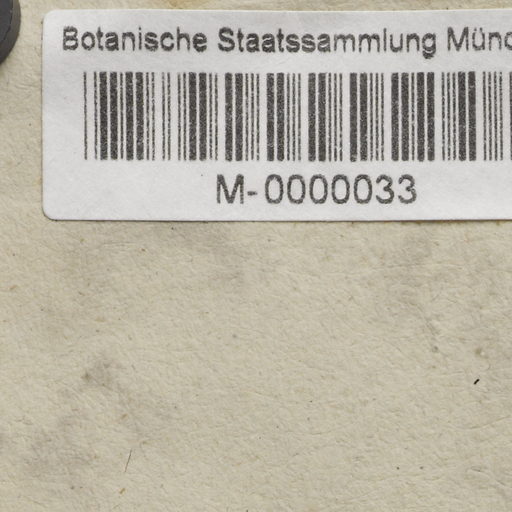 Botanische Staatssammlung Münc
M-0000033